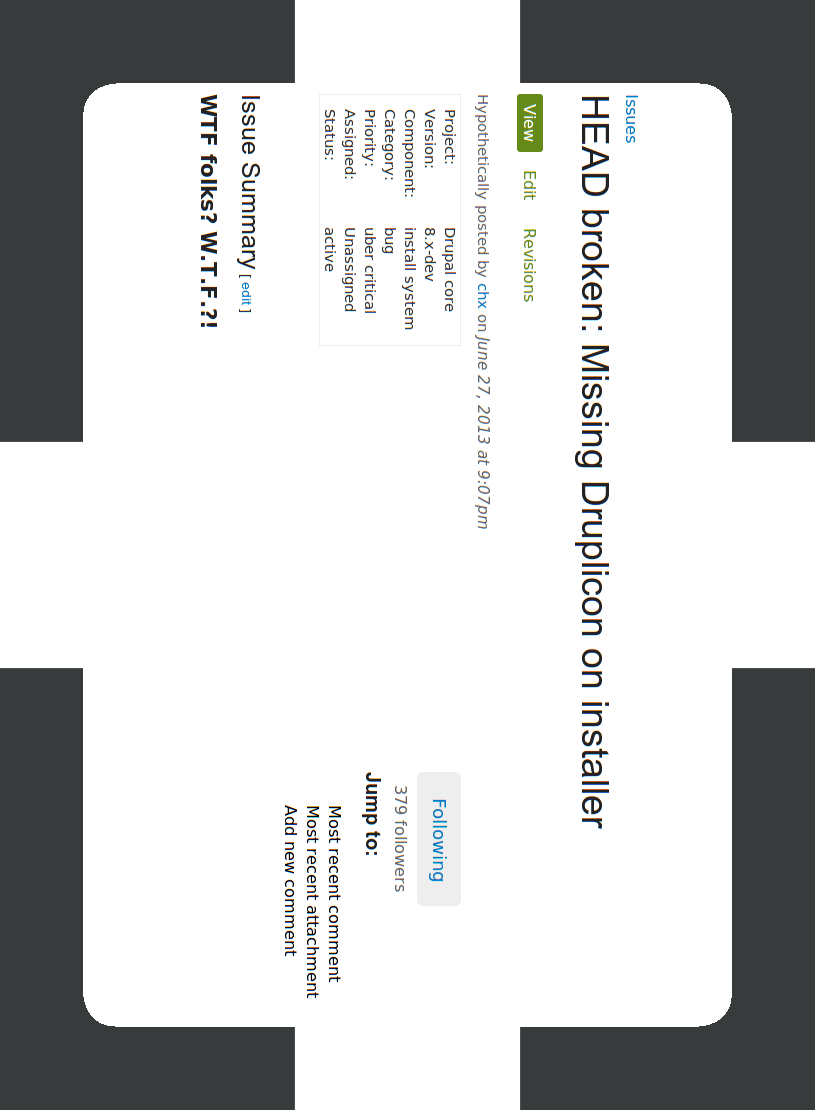 Issues
HEAD broken: Missing Druplicon on installer
View Edit Revisions
Hypothetically posted by chx on June 27, 2013 at 9:07pm
Project: Drupal core
Version: 8.x-dev
Component: install system
Category: bug
Priority: uber critical
Assigned: Unassigned
Status: active
Following
379 followers
Jump to:
Most recent comment
Most recent attachment
Add new comment
Issue Summary [ edit ]
WTF folks? W.T.F.?!